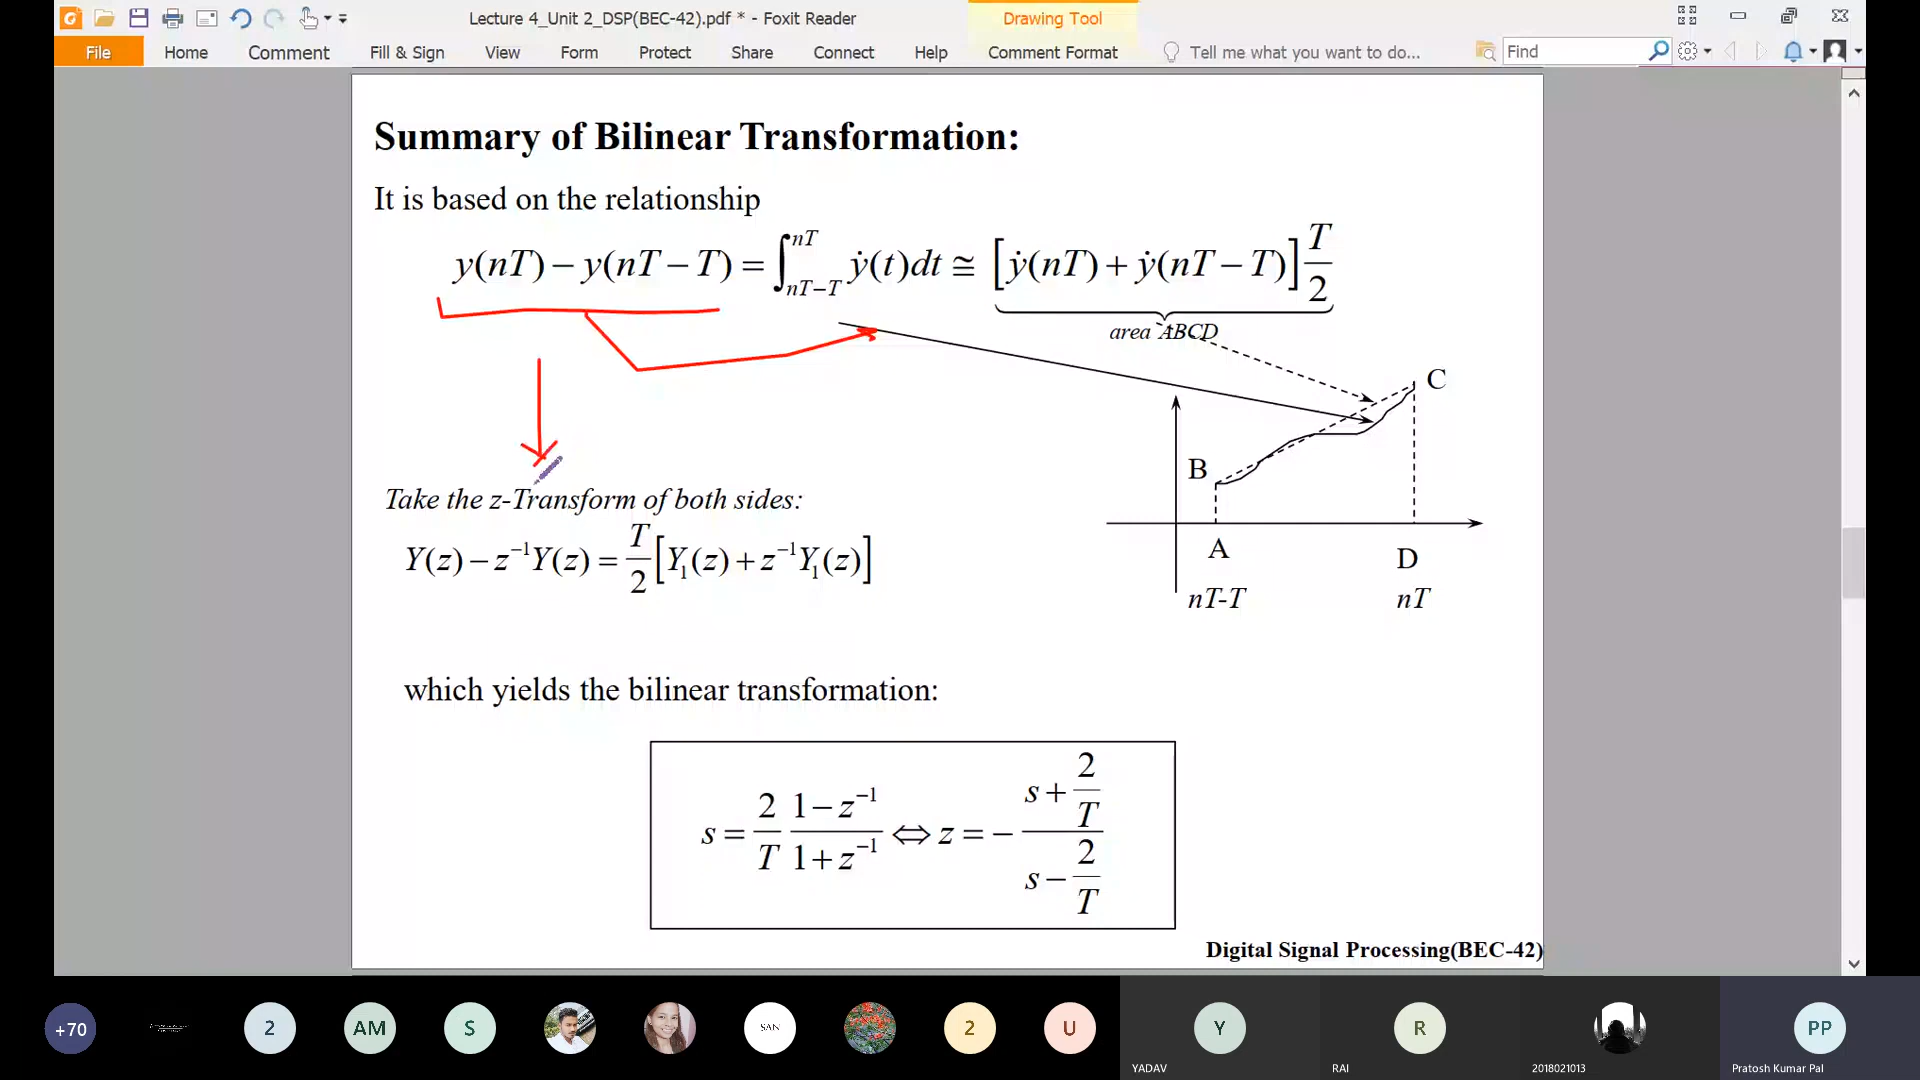 Lecture 4_Unit 2_DSP(BEC-42).pdf * - Foxit Reader
Drawing Tool
File Home Comment Fill & Sign View Form Protect Share Connect Help Comment Format Tell me what you want to do... Find
Summary of Bilinear Transformation:
It is based on the relationship
y(nT) − y(nT − T) = ∫_{nT−T}^{nT} ẏ(t)dt ≅ [ẏ(nT) + ẏ(nT − T)] T/2
area ABCD
C
B
Take the z-Transform of both sides:
Y(z) − z⁻¹Y(z) = T/2 [Y₁(z) + z⁻¹Y₁(z)]
A D
nT-T nT
which yields the bilinear transformation:
s = 2/T (1 − z⁻¹)/(1 + z⁻¹) ⇔ z = − (s + 2/T)/(s − 2/T)
Digital Signal Processing(BEC-42)
+70 2 AM S SAN 2 U Y R PP
YADAV RAI 2018021013 Pratosh Kumar Pal